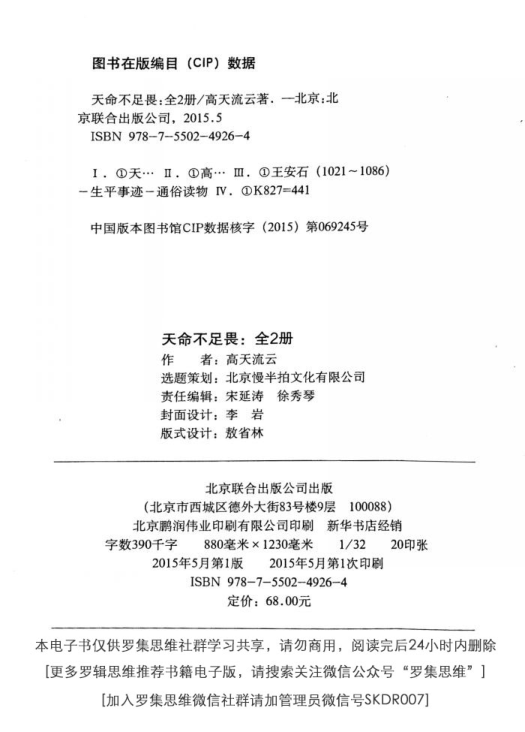 图书在版编目（CIP）数据
天命不足畏:全2册/高天流云著.—北京:北
京联合出版公司，2015.5
ISBN 978-7-5502-4926-4
Ⅰ.①天… Ⅱ.①高… Ⅲ.①王安石（1021～1086）
－生平事迹－通俗读物 Ⅳ.①K827=441
中国版本图书馆CIP数据核字（2015）第069245号
天命不足畏：全2册
作　　者：高天流云
选题策划：北京慢半拍文化有限公司
责任编辑：宋延涛　徐秀琴
封面设计：李　岩
版式设计：敖省林
北京联合出版公司出版
（北京市西城区德外大街83号楼9层　100088）
北京鹏润伟业印刷有限公司印刷　新华书店经销
字数390千字　880毫米×1230毫米　1/32　20印张
2015年5月第1版　2015年5月第1次印刷
ISBN 978-7-5502-4926-4
定价：68.00元
本电子书仅供罗集思维社群学习共享，请勿商用，阅读完后24小时内删除
[更多罗辑思维推荐书籍电子版，请搜索关注微信公众号“罗集思维”]
[加入罗集思维微信社群请加管理员微信号SKDR007]